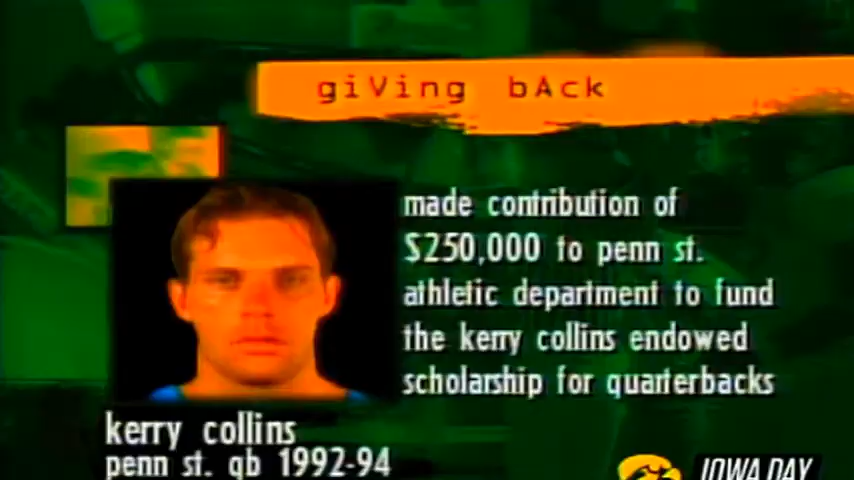 giVing bAck
made contribution of
$250,000 to penn st.
athletic department to fund
the kerry collins endowed
scholarship for quarterbacks
kerry collins
penn st. qb 1992-94
IOWA DAY